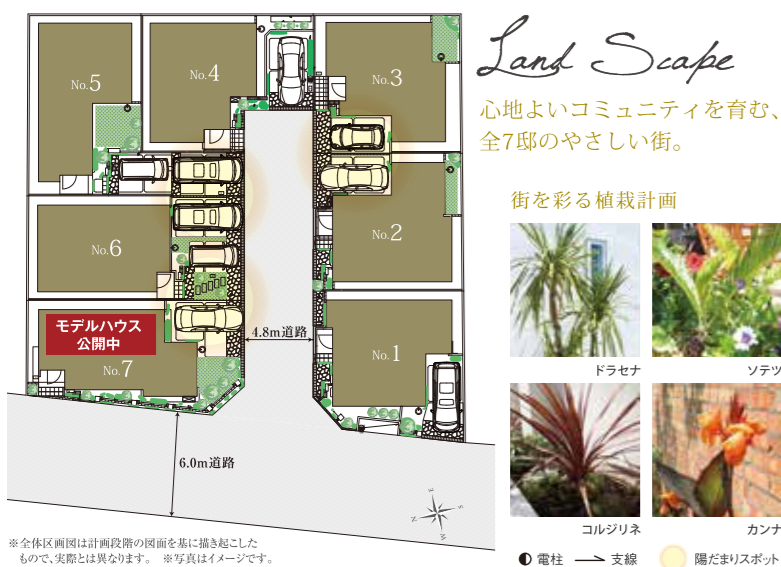 Land Scape
心地よいコミュニティを育む、
全7邸のやさしい街。
街を彩る植栽計画
ドラセナ
ソテツ
コルジリネ
カンナ
電柱
支線
陽だまりスポット
No.5
No.4
No.3
No.6
No.2
モデルハウス
公開中
No.7
No.1
4.8m道路
6.0m道路
N
S
W
※全体区画図は計画段階の図面を基に描き起こした
もので、実際とは異なります。 ※写真はイメージです。